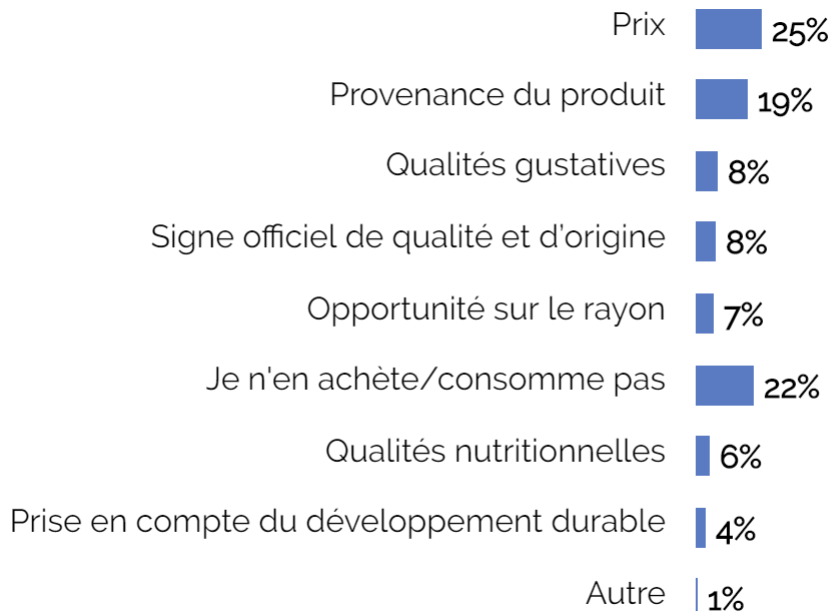 Prix 25%
Provenance du produit 19%
Qualités gustatives 8%
Signe officiel de qualité et d’origine 8%
Opportunité sur le rayon 7%
Je n'en achète/consomme pas 22%
Qualités nutritionnelles 6%
Prise en compte du développement durable 4%
Autre 1%